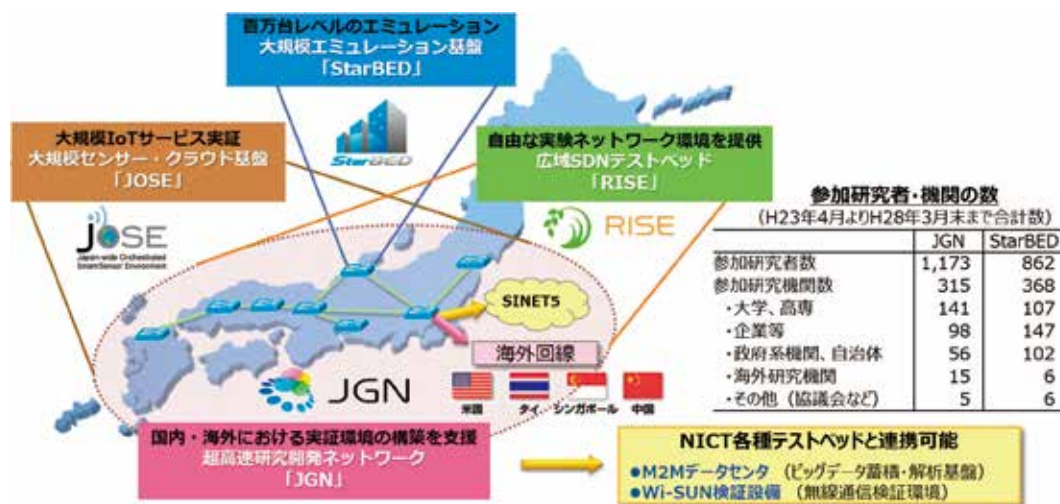 百万台レベルのエミュレーション
大規模エミュレーション基盤
「StarBED」
StarBED
大規模IoTサービス実証
大規模センサー・クラウド基盤
「JOSE」
JOSE
Japan-wide Orchestrated
Smart/Sensor Environment
自由な実験ネットワーク環境を提供
広域SDNテストベッド
「RISE」
RISE
SINET5
海外回線
米国
タイ
シンガポール
中国
JGN
国内・海外における実証環境の構築を支援
超高速研究開発ネットワーク
「JGN」
参加研究者・機関の数
（H23年4月よりH28年3月末まで合計数）
JGN StarBED
参加研究者数 1,173 862
参加研究機関数 315 368
・大学、高専 141 107
・企業等 98 147
・政府系機関、自治体 56 102
・海外研究機関 15 6
・その他（協議会など） 5 6
NICT各種テストベッドと連携可能
●M2Mデータセンタ （ビッグデータ蓄積・解析基盤）
●Wi-SUN検証設備 （無線通信検証環境）